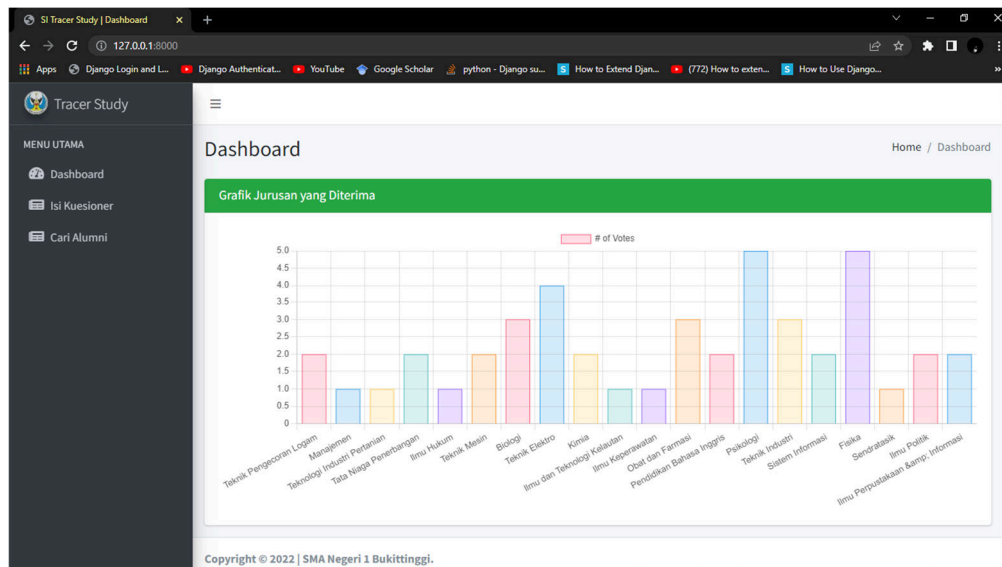 SI Tracer Study | Dashboard
127.0.0.1:8000
Apps Django Login and L... Django Authenticat... YouTube Google Scholar python - Django su... How to Extend Djan... (772) How to exten... How to Use Django... »
Tracer Study
MENU UTAMA
Dashboard
Isi Kuesioner
Cari Alumni
Dashboard
Home / Dashboard
Grafik Jurusan yang Diterima
# of Votes
5.0
4.5
4.0
3.5
3.0
2.5
2.0
1.5
1.0
0.5
0
Teknik Pengecoran Logam
Manajemen
Teknologi Industri Pertanian
Tata Niaga Penerbangan
Ilmu Hukum
Teknik Mesin
Biologi
Teknik Elektro
Kimia
Ilmu dan Teknologi Kelautan
Ilmu Keperawatan
Obat dan Farmasi
Pendidikan Bahasa Inggris
Psikologi
Teknik Industri
Sistem Informasi
Fisika
Sendratasik
Ilmu Politik
Ilmu Perpustakaan &amp; Informasi
Copyright © 2022 | SMA Negeri 1 Bukittinggi.